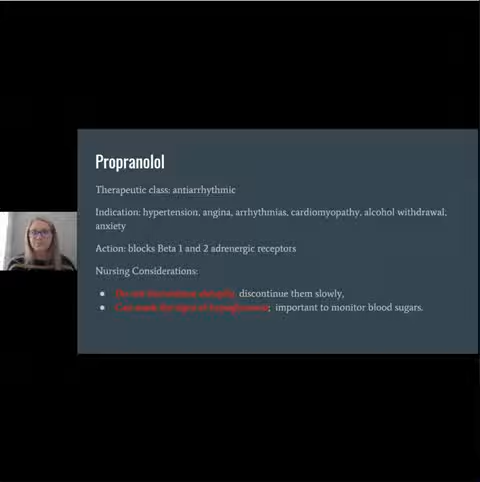 Propranolol
Therapeutic class: antiarrhythmic
Indication: hypertension, angina, arrhythmias, cardiomyopathy, alcohol withdrawal,
anxiety
Action: blocks Beta 1 and 2 adrenergic receptors
Nursing Considerations:
discontinue them slowly,
; important to monitor blood sugars.